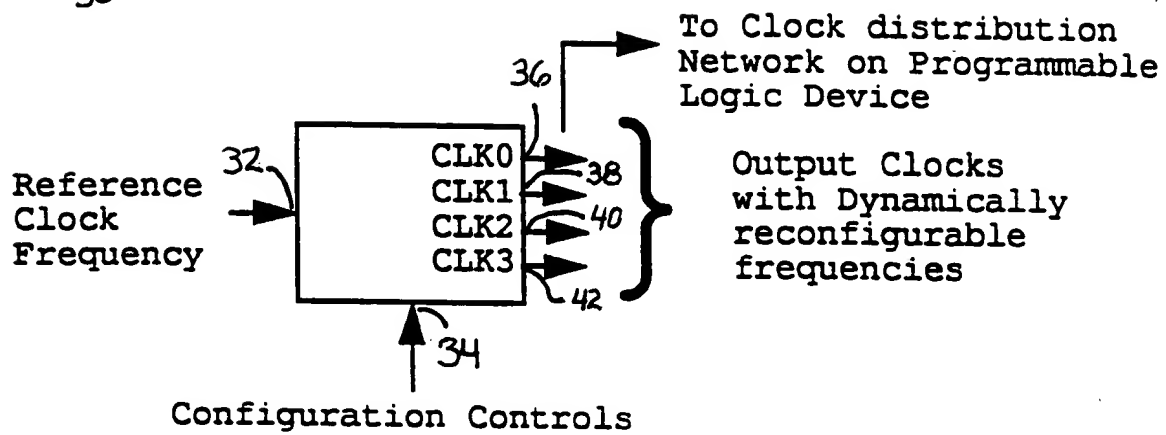 To Clock distribution
Network on Programmable
Logic Device
36
32
CLK0
38
CLK1
40
CLK2
CLK3
42
Reference
Clock
Frequency
Output Clocks
with Dynamically
reconfigurable
frequencies
34
Configuration Controls